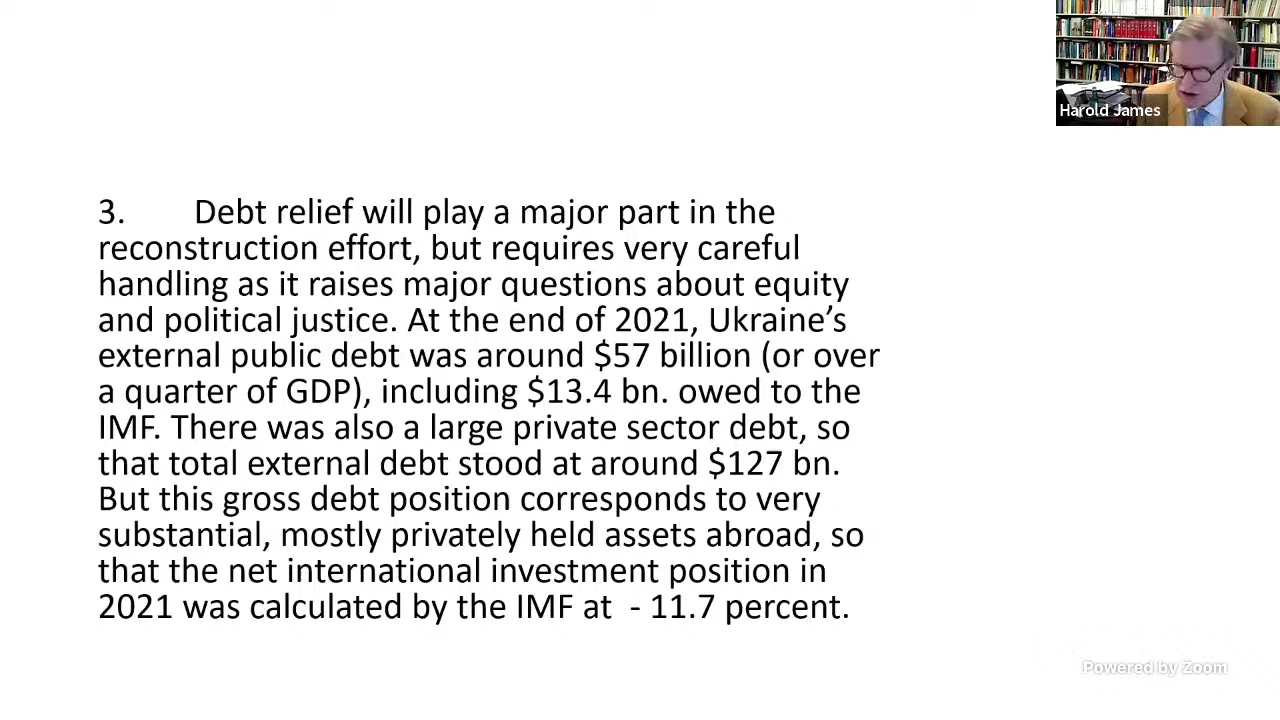 Harold James
3. Debt relief will play a major part in the
reconstruction effort, but requires very careful
handling as it raises major questions about equity
and political justice. At the end of 2021, Ukraine’s
external public debt was around $57 billion (or over
a quarter of GDP), including $13.4 bn. owed to the
IMF. There was also a large private sector debt, so
that total external debt stood at around $127 bn.
But this gross debt position corresponds to very
substantial, mostly privately held assets abroad, so
that the net international investment position in
2021 was calculated by the IMF at - 11.7 percent.
Powered by Zoom